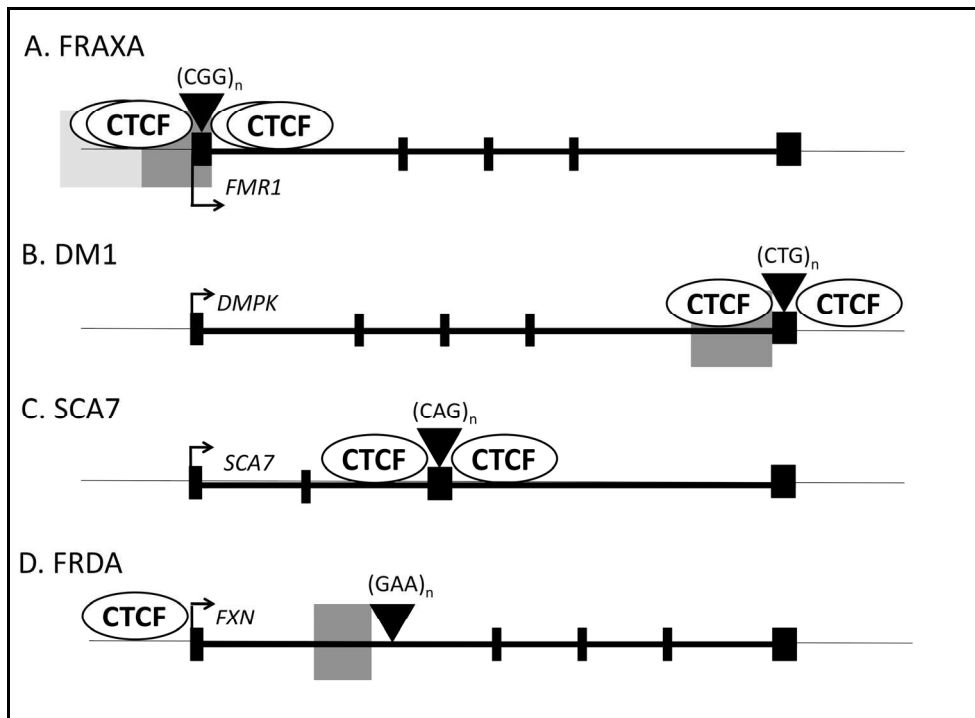 A. FRAXA
(CGG)n
CTCF CTCF
FMR1
B. DM1
(CTG)n
DMPK CTCF CTCF
C. SCA7
(CAG)n
SCA7 CTCF CTCF
D. FRDA
(GAA)n
CTCF FXN